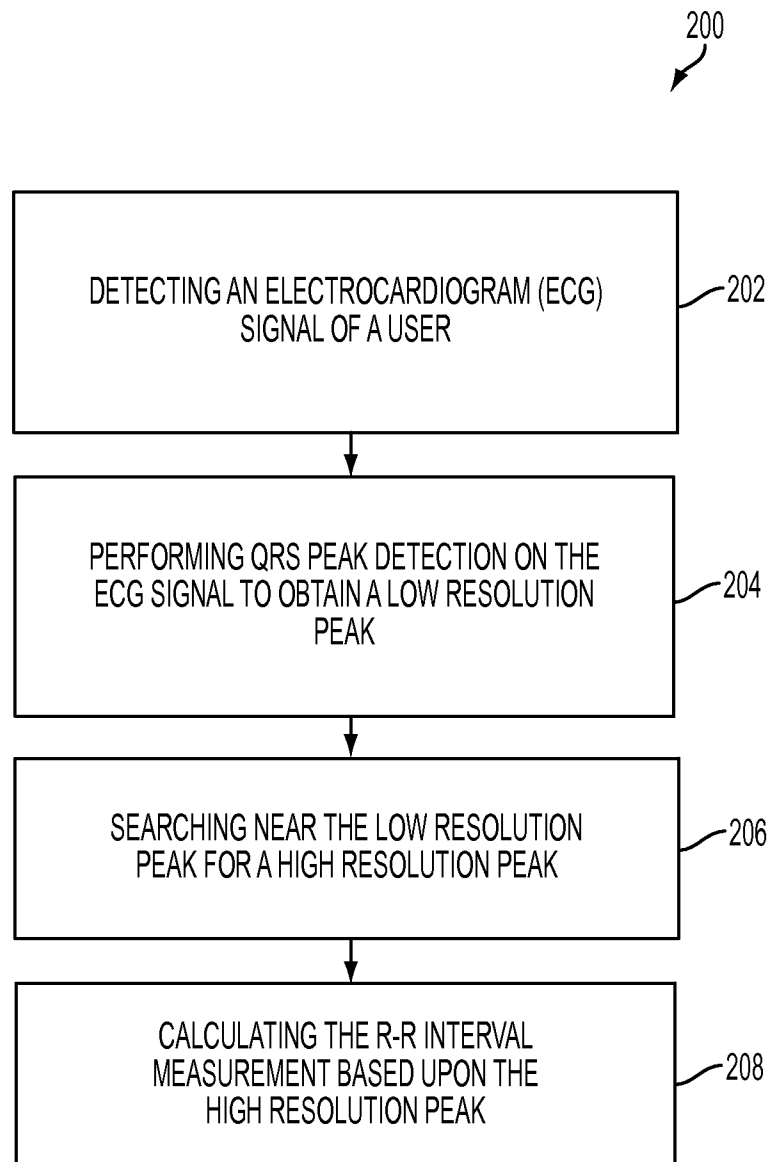 200
DETECTING AN ELECTROCARDIOGRAM (ECG)
SIGNAL OF A USER
202
PERFORMING QRS PEAK DETECTION ON THE
ECG SIGNAL TO OBTAIN A LOW RESOLUTION
PEAK
204
SEARCHING NEAR THE LOW RESOLUTION
PEAK FOR A HIGH RESOLUTION PEAK
206
CALCULATING THE R-R INTERVAL
MEASUREMENT BASED UPON THE
HIGH RESOLUTION PEAK
208